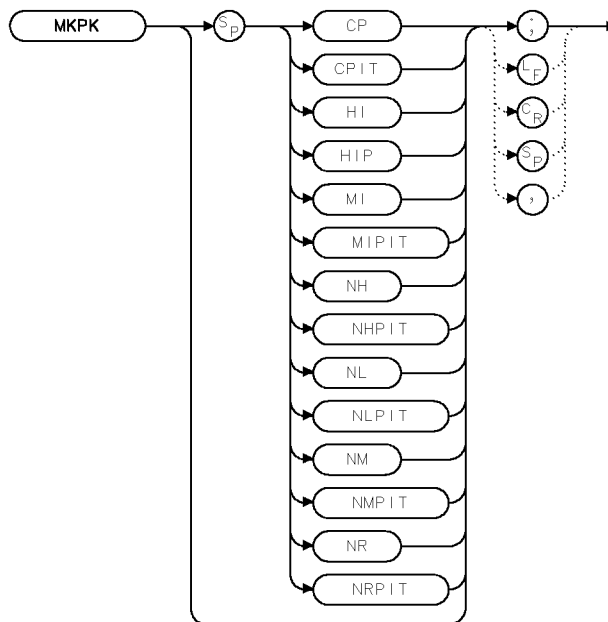 MKPK
SP
CP
CPIT
HI
HIP
MI
MIPIT
NH
NHPIT
NL
NLPIT
NM
NMPIT
NR
NRPIT
;
LF
CR
SP
,